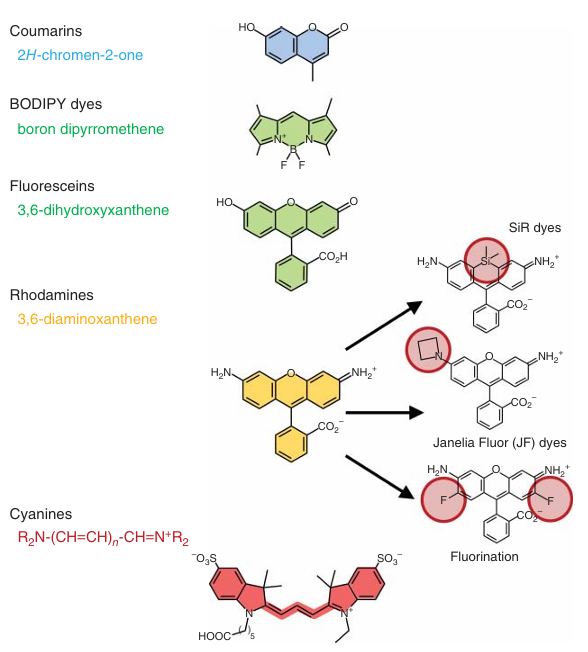 Coumarins
2H-chromen-2-one
HO
O
O
BODIPY dyes
boron dipyrromethene
N⁺
N
B
F
F
Fluoresceins
3,6-dihydroxyxanthene
HO
O
O
CO₂H
SiR dyes
H₂N
Si
NH₂⁺
CO₂⁻
Rhodamines
3,6-diaminoxanthene
H₂N
O
NH₂⁺
CO₂⁻
N
O
NH₂⁺
CO₂⁻
Janelia Fluor (JF) dyes
H₂N
O
NH₂⁺
F
F
CO₂⁻
Fluorination
Cyanines
R₂N-(CH=CH)ₙ-CH=N⁺R₂
⁻O₃S
SO₃⁻
N
N⁺
HOOC
( )₅